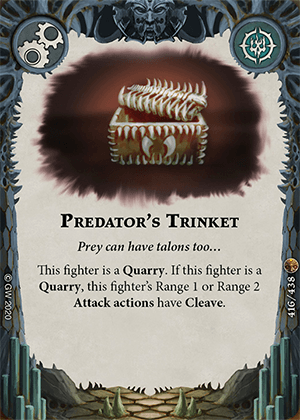 Predator's Trinket
Prey can have talons too…
This fighter is a Quarry. If this fighter is a
Quarry, this fighter's Range 1 or Range 2
Attack actions have Cleave.
© GW 2020
416/438